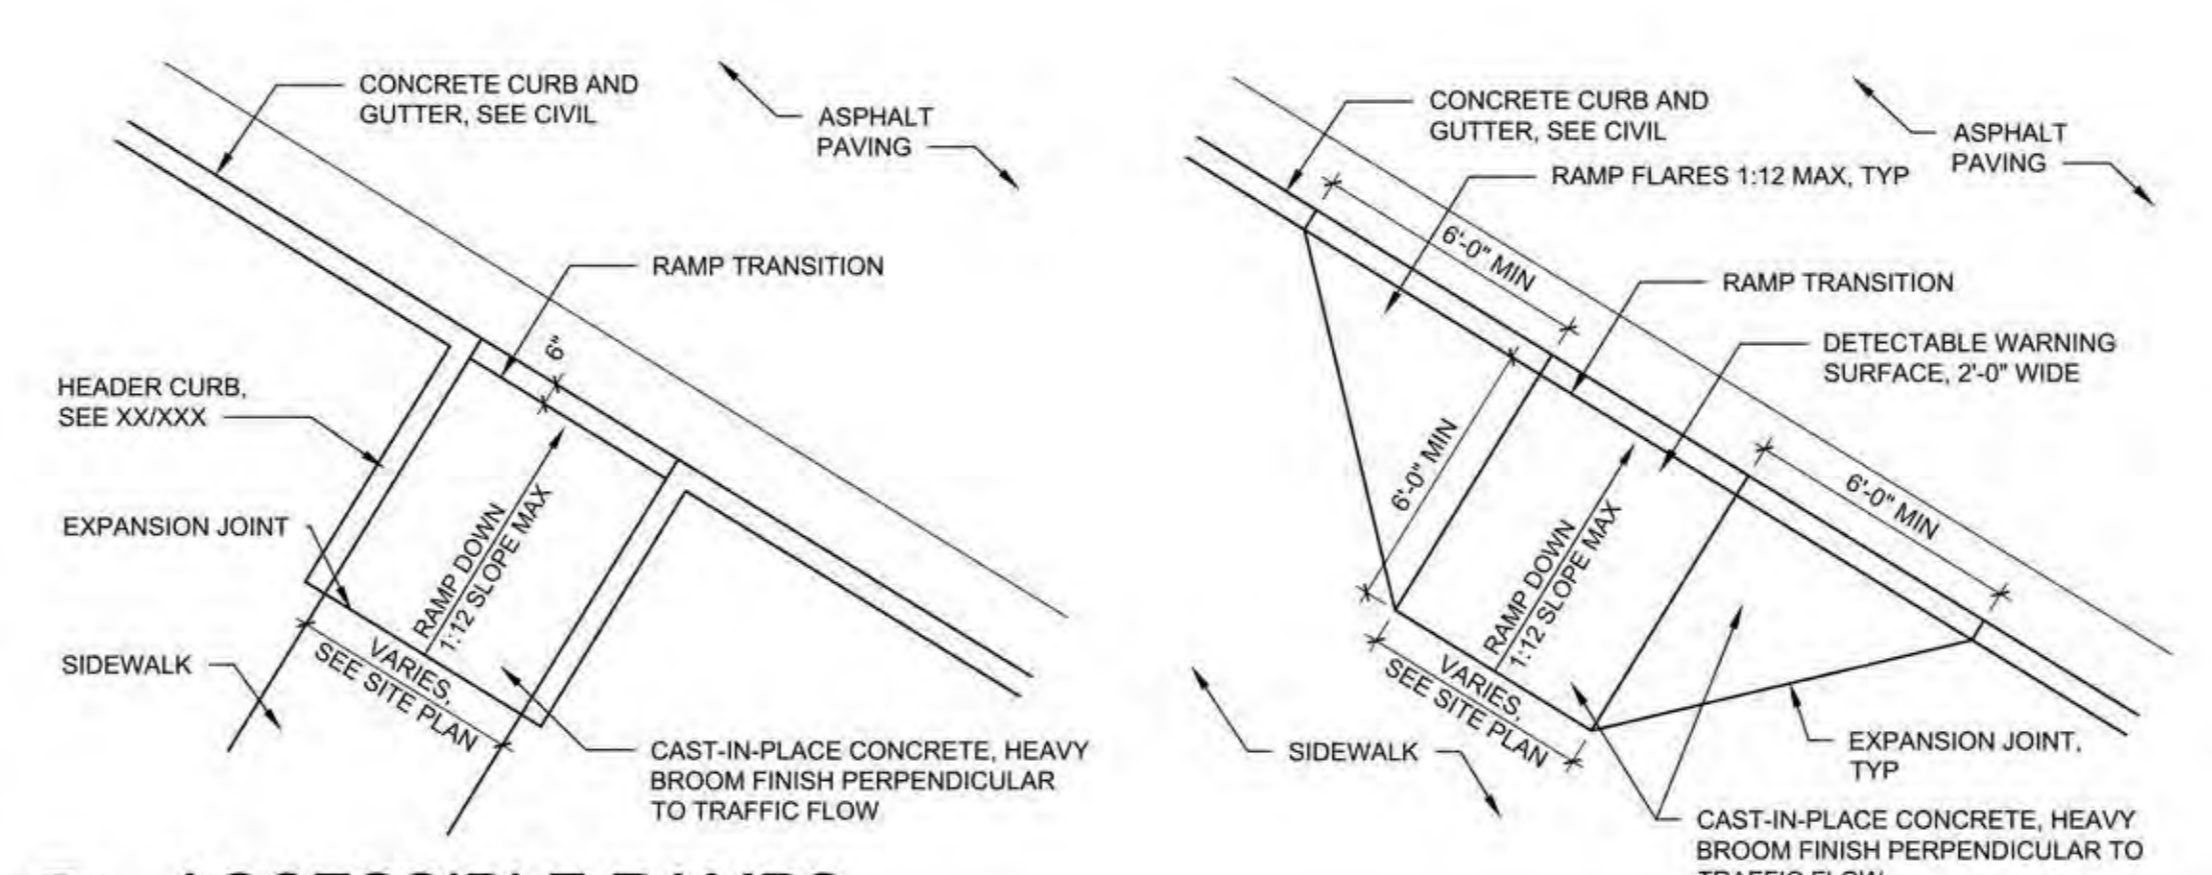 CONCRETE CURB AND
GUTTER, SEE CIVIL
ASPHALT
PAVING
RAMP TRANSITION
6"
HEADER CURB,
SEE XX/XXX
EXPANSION JOINT
RAMP DOWN
1:12 SLOPE MAX
SIDEWALK
VARIES,
SEE SITE PLAN
CAST-IN-PLACE CONCRETE, HEAVY
BROOM FINISH PERPENDICULAR
TO TRAFFIC FLOW
CONCRETE CURB AND
GUTTER, SEE CIVIL
ASPHALT
PAVING
RAMP FLARES 1:12 MAX, TYP
6'-0" MIN
RAMP TRANSITION
DETECTABLE WARNING
SURFACE, 2'-0" WIDE
6'-0" MIN
6'-0" MIN
RAMP DOWN
1:12 SLOPE MAX
VARIES,
SEE SITE PLAN
SIDEWALK
EXPANSION JOINT,
TYP
CAST-IN-PLACE CONCRETE, HEAVY
BROOM FINISH PERPENDICULAR TO
TRAFFIC FLOW
ACCESSIBLE RAMPS